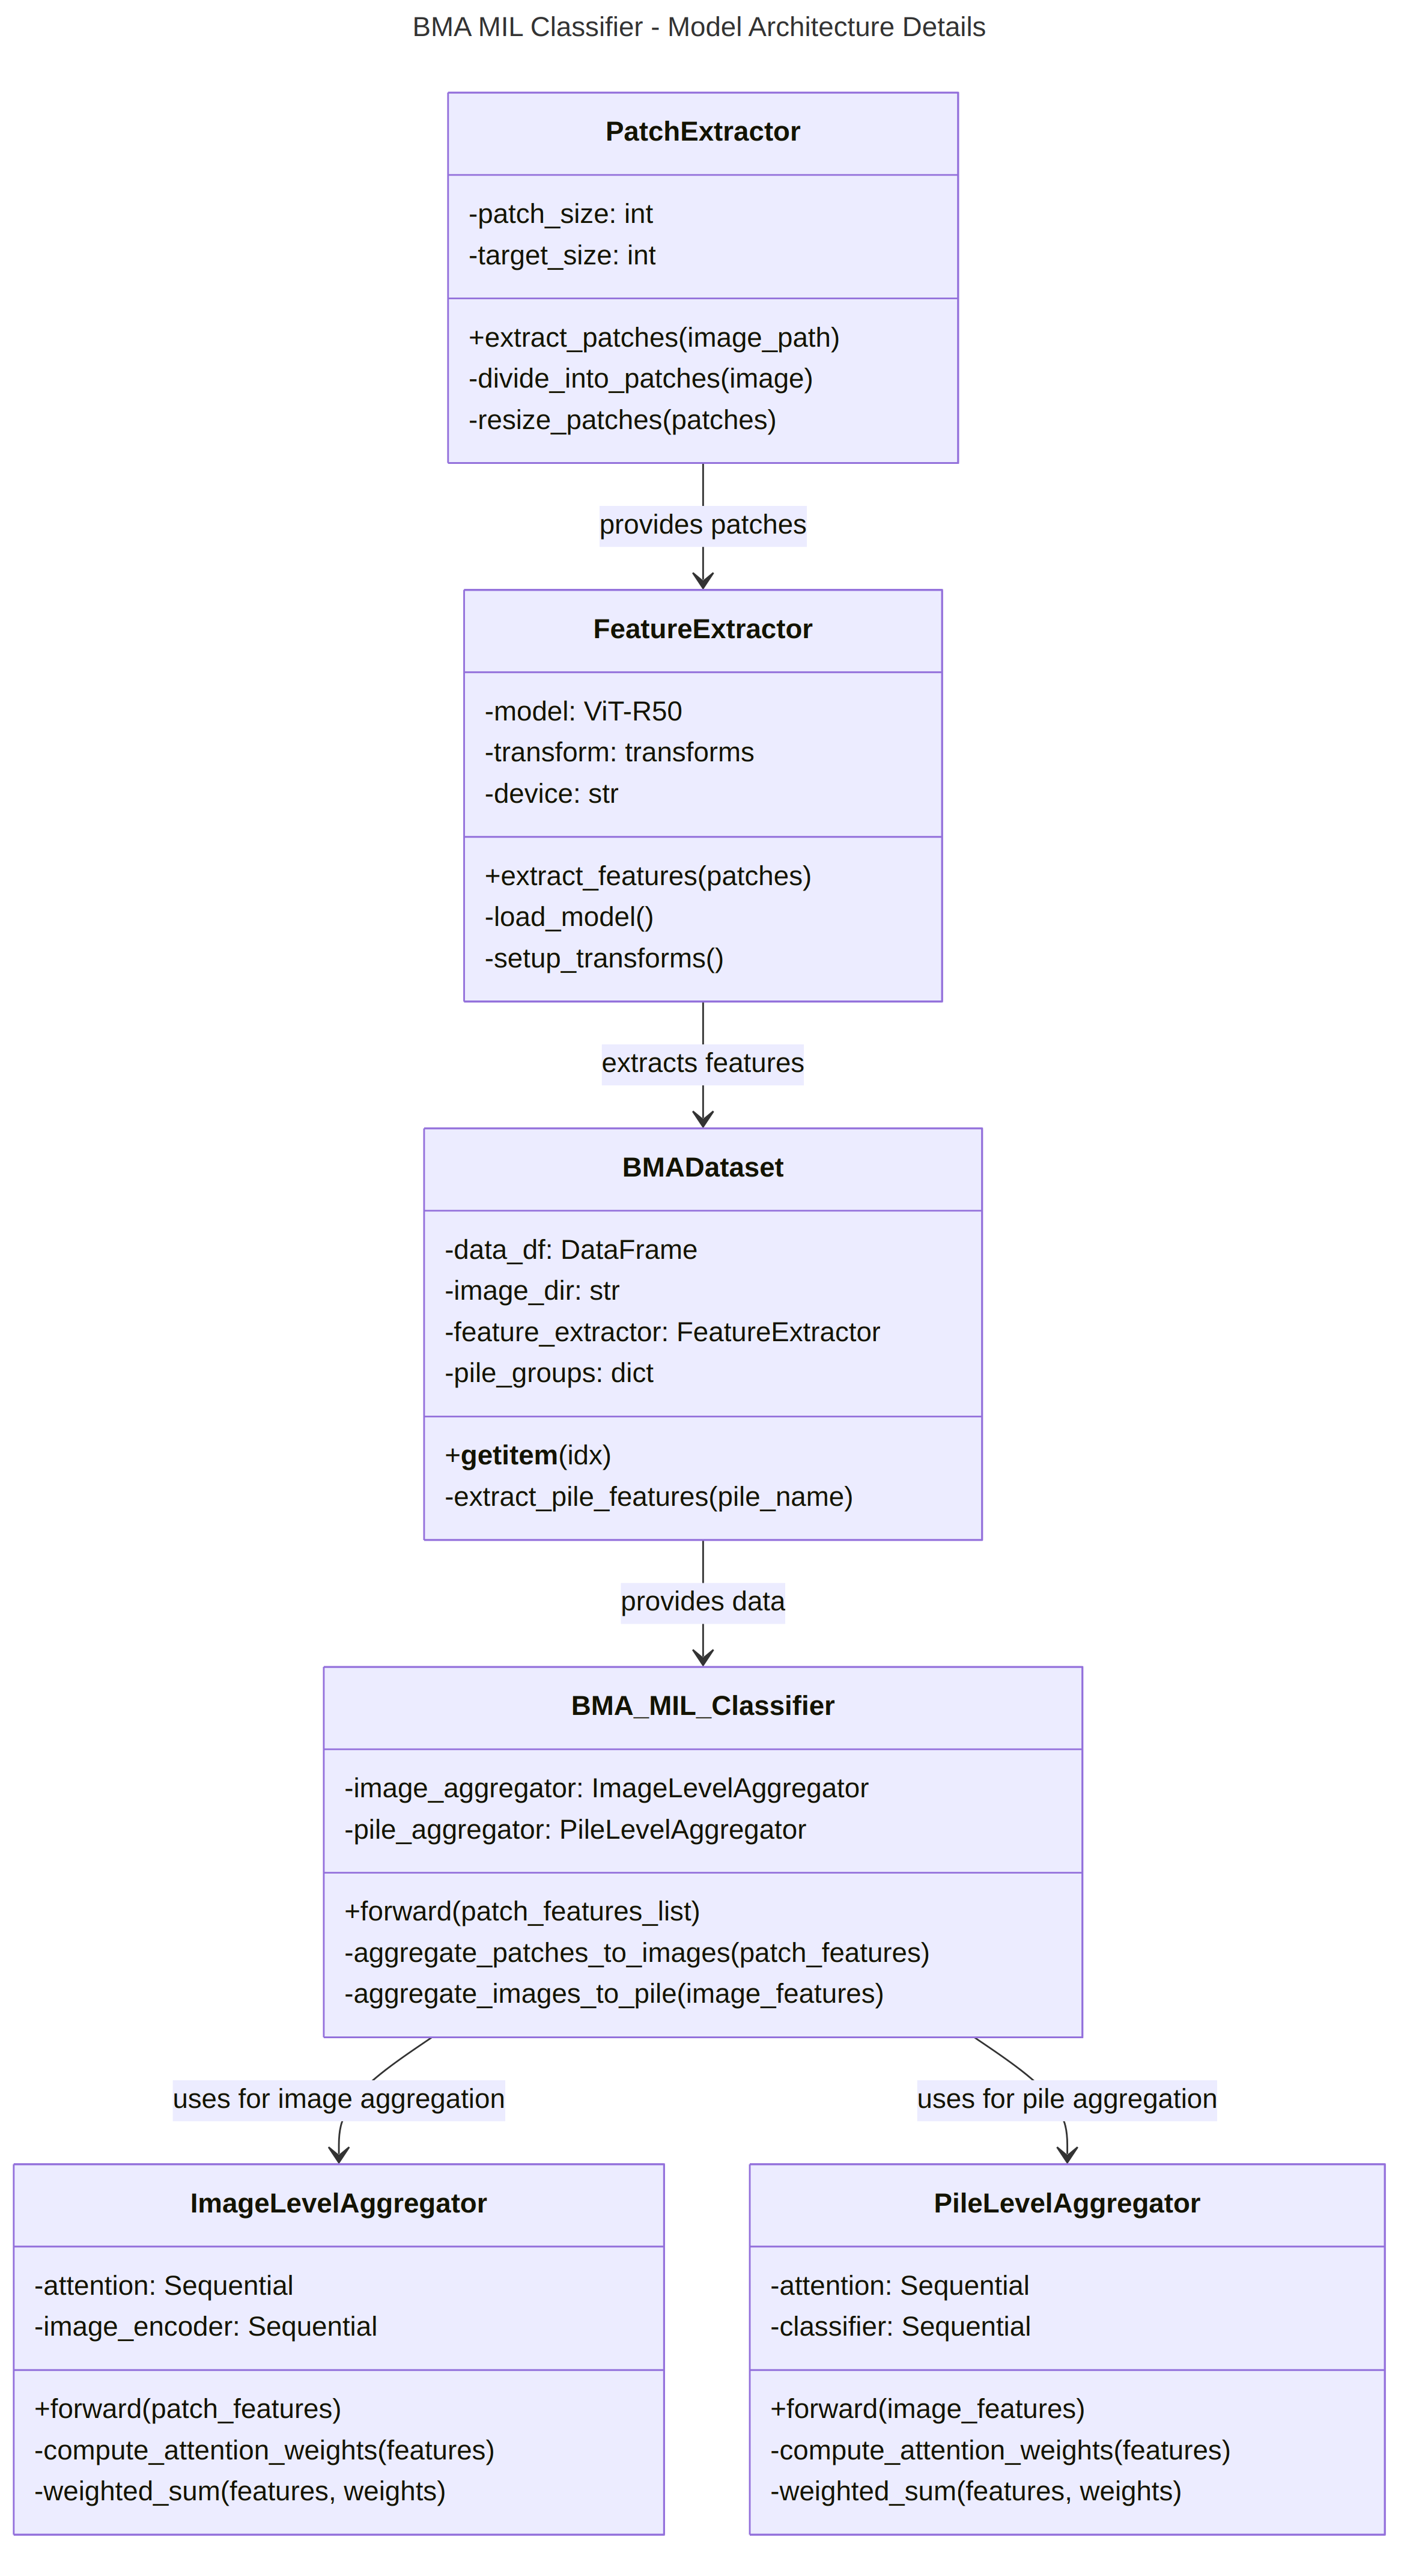 BMA MIL Classifier - Model Architecture Details
PatchExtractor
-patch_size: int
-target_size: int
+extract_patches(image_path)
-divide_into_patches(image)
-resize_patches(patches)
provides patches
FeatureExtractor
-model: ViT-R50
-transform: transforms
-device: str
+extract_features(patches)
-load_model()
-setup_transforms()
extracts features
BMADataset
-data_df: DataFrame
-image_dir: str
-feature_extractor: FeatureExtractor
-pile_groups: dict
+getitem(idx)
-extract_pile_features(pile_name)
provides data
BMA_MIL_Classifier
-image_aggregator: ImageLevelAggregator
-pile_aggregator: PileLevelAggregator
+forward(patch_features_list)
-aggregate_patches_to_images(patch_features)
-aggregate_images_to_pile(image_features)
uses for image aggregation
uses for pile aggregation
ImageLevelAggregator
-attention: Sequential
-image_encoder: Sequential
+forward(patch_features)
-compute_attention_weights(features)
-weighted_sum(features, weights)
PileLevelAggregator
-attention: Sequential
-classifier: Sequential
+forward(image_features)
-compute_attention_weights(features)
-weighted_sum(features, weights)